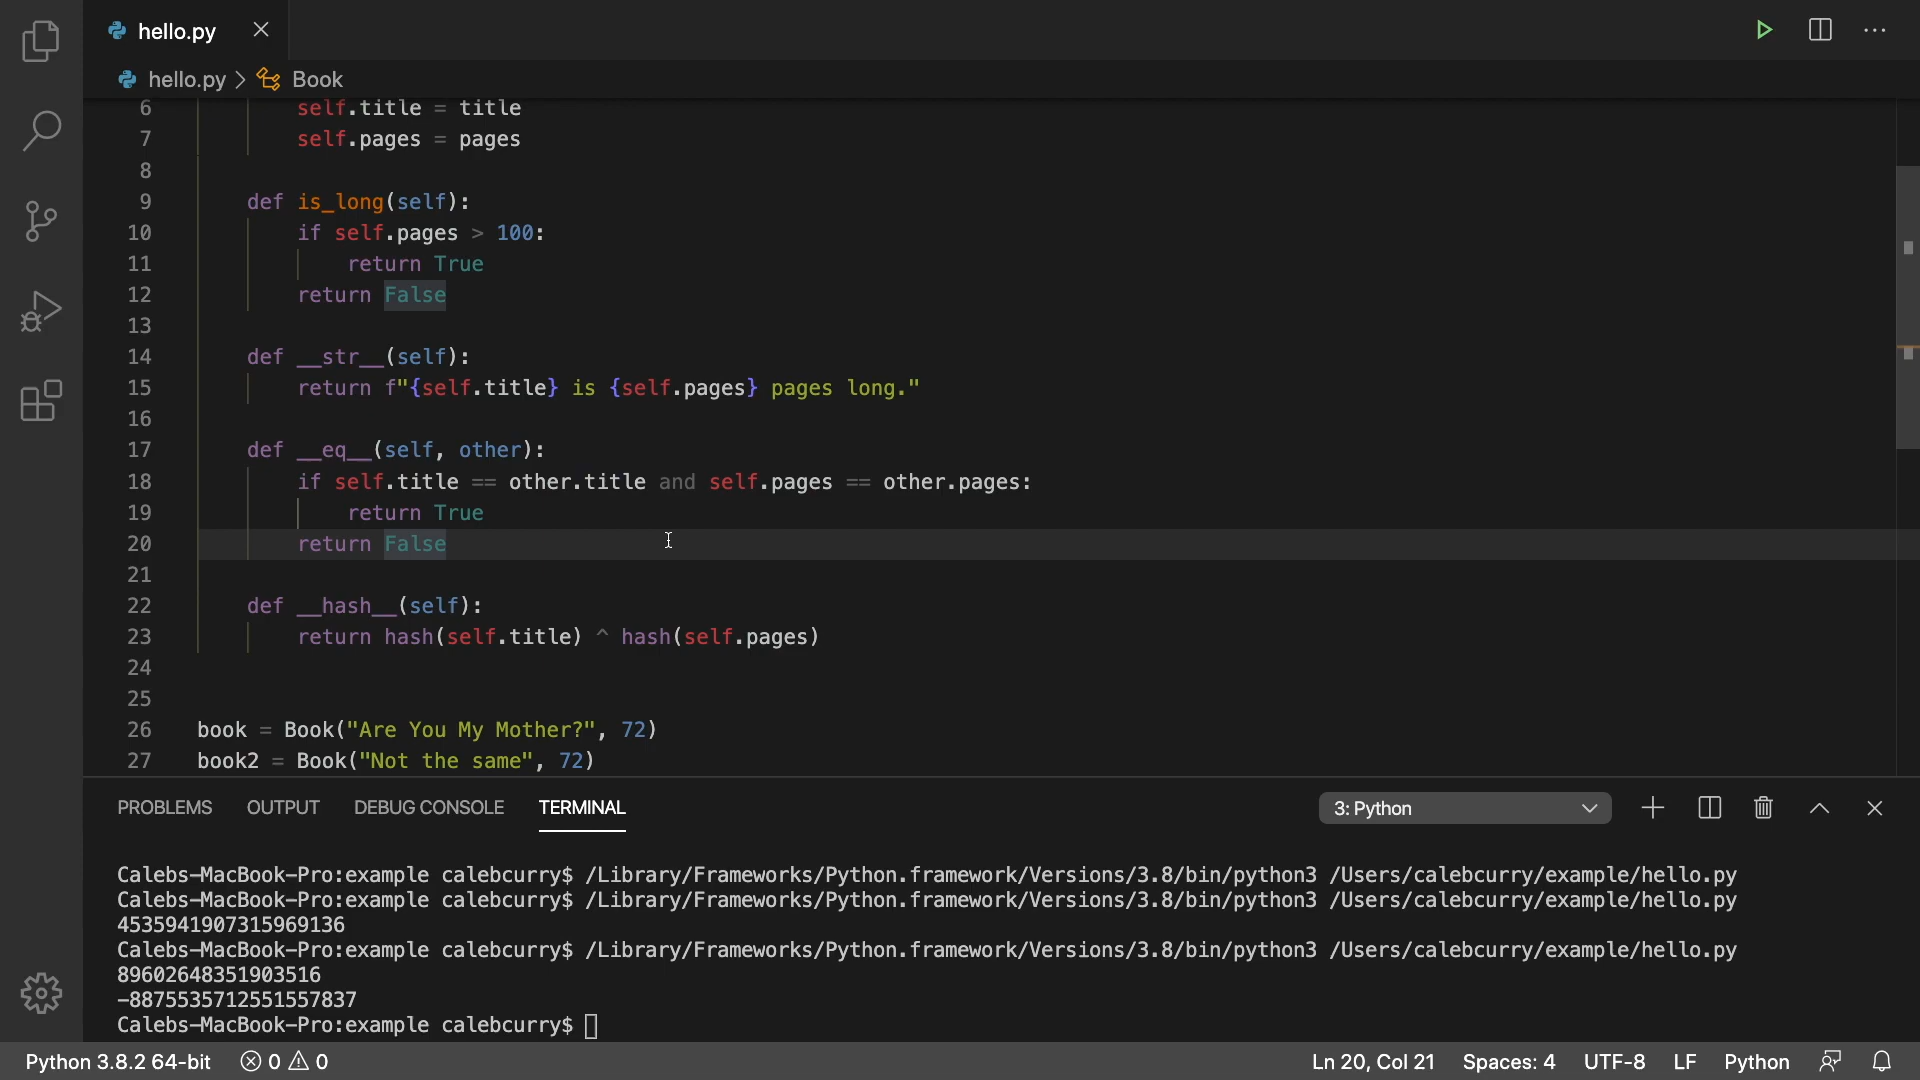 hello.py
hello.py > Book
6 self.title = title
7 self.pages = pages
8
9 def is_long(self):
10 if self.pages > 100:
11 return True
12 return False
13
14 def __str__(self):
15 return f"{self.title} is {self.pages} pages long."
16
17 def __eq__(self, other):
18 if self.title == other.title and self.pages == other.pages:
19 return True
20 return False
21
22 def __hash__(self):
23 return hash(self.title) ^ hash(self.pages)
24
25
26 book = Book("Are You My Mother?", 72)
27 book2 = Book("Not the same", 72)
PROBLEMS OUTPUT DEBUG CONSOLE TERMINAL 3: Python
Calebs-MacBook-Pro:example calebcurry$ /Library/Frameworks/Python.framework/Versions/3.8/bin/python3 /Users/calebcurry/example/hello.py
Calebs-MacBook-Pro:example calebcurry$ /Library/Frameworks/Python.framework/Versions/3.8/bin/python3 /Users/calebcurry/example/hello.py
4535941907315969136
Calebs-MacBook-Pro:example calebcurry$ /Library/Frameworks/Python.framework/Versions/3.8/bin/python3 /Users/calebcurry/example/hello.py
89602648351903516
-8875535712551557837
Calebs-MacBook-Pro:example calebcurry$
Python 3.8.2 64-bit 0 0 Ln 20, Col 21 Spaces: 4 UTF-8 LF Python